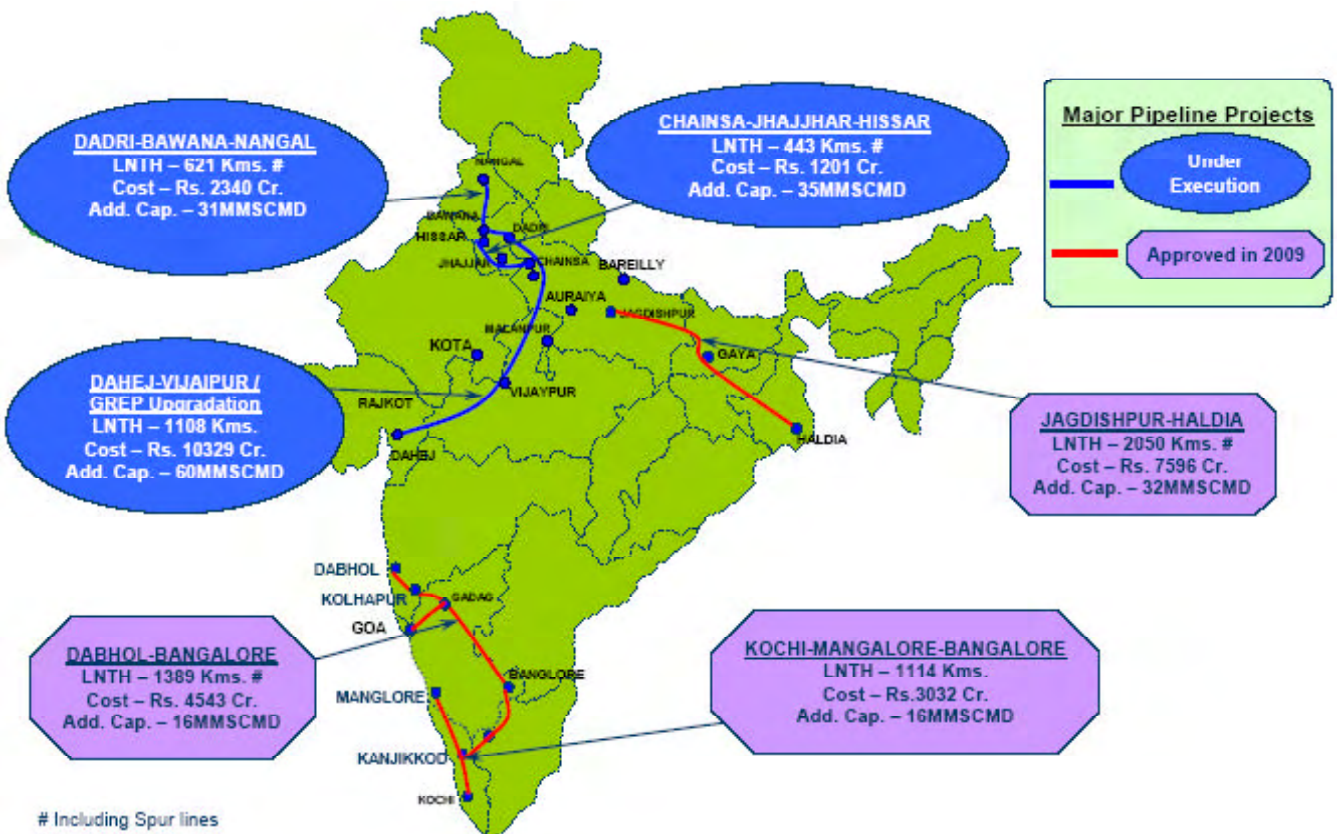 DADRI-BAWANA-NANGAL
LNTH – 621 Kms. #
Cost – Rs. 2340 Cr.
Add. Cap. – 31MMSCMD
CHAINSA-JHAJJHAR-HISSAR
LNTH – 443 Kms. #
Cost – Rs. 1201 Cr.
Add. Cap. – 35MMSCMD
Major Pipeline Projects
Under
Execution
Approved in 2009
NANGAL
BAWANA
DADRI
HISSAR
JHAJJAR
CHAINSA
BAREILLY
AURAIYA
JAGDISHPUR
MALANPUR
KOTA
GAYA
VIJAYPUR
RAJKOT
DAHEJ
HALDIA
DAHEJ-VIJAIPUR /
GREP Upgradation
LNTH – 1108 Kms.
Cost – Rs. 10329 Cr.
Add. Cap. – 60MMSCMD
JAGDISHPUR-HALDIA
LNTH – 2050 Kms. #
Cost – Rs. 7596 Cr.
Add. Cap. – 32MMSCMD
DABHOL
KOLHAPUR
GADAG
GOA
BANGLORE
MANGLORE
KANJIKKOD
KOCHI
DABHOL-BANGALORE
LNTH – 1389 Kms. #
Cost – Rs. 4543 Cr.
Add. Cap. – 16MMSCMD
KOCHI-MANGALORE-BANGALORE
LNTH – 1114 Kms.
Cost – Rs.3032 Cr.
Add. Cap. – 16MMSCMD
# Including Spur lines